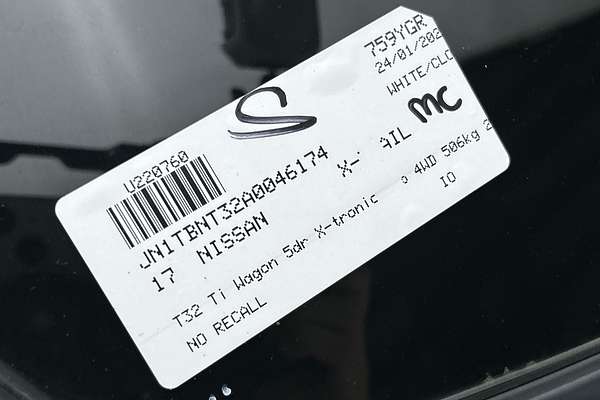 759YGR
24/01/202
WHITE/CLO
U220760
S
MC
JN1TBNT32A0046174
17 NISSAN X- AIL
T32 Ti Wagon 5dr X-tronic 4WD 506kg 2
NO RECALL IO